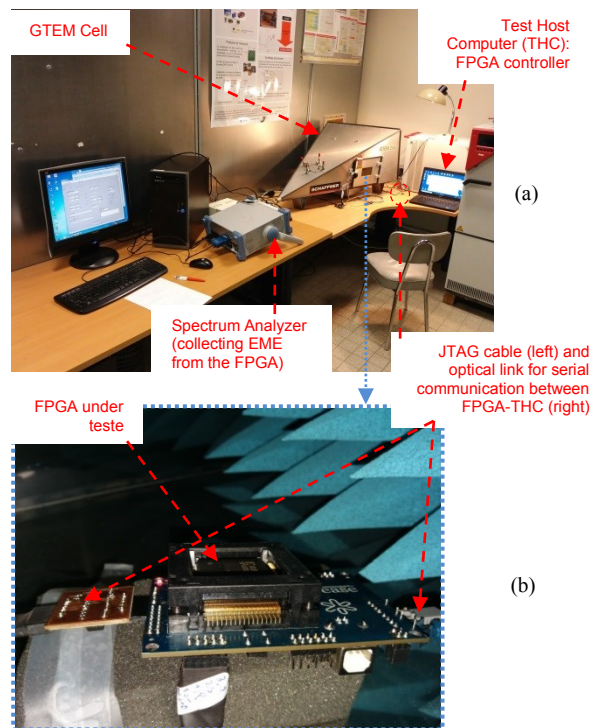 GTEM Cell
Test Host
Computer (THC):
FPGA controller
SCHAFFNER
(a)
Spectrum Analyzer
(collecting EME
from the FPGA)
JTAG cable (left) and
optical link for serial
communication between
FPGA-THC (right)
FPGA under
teste
(b)